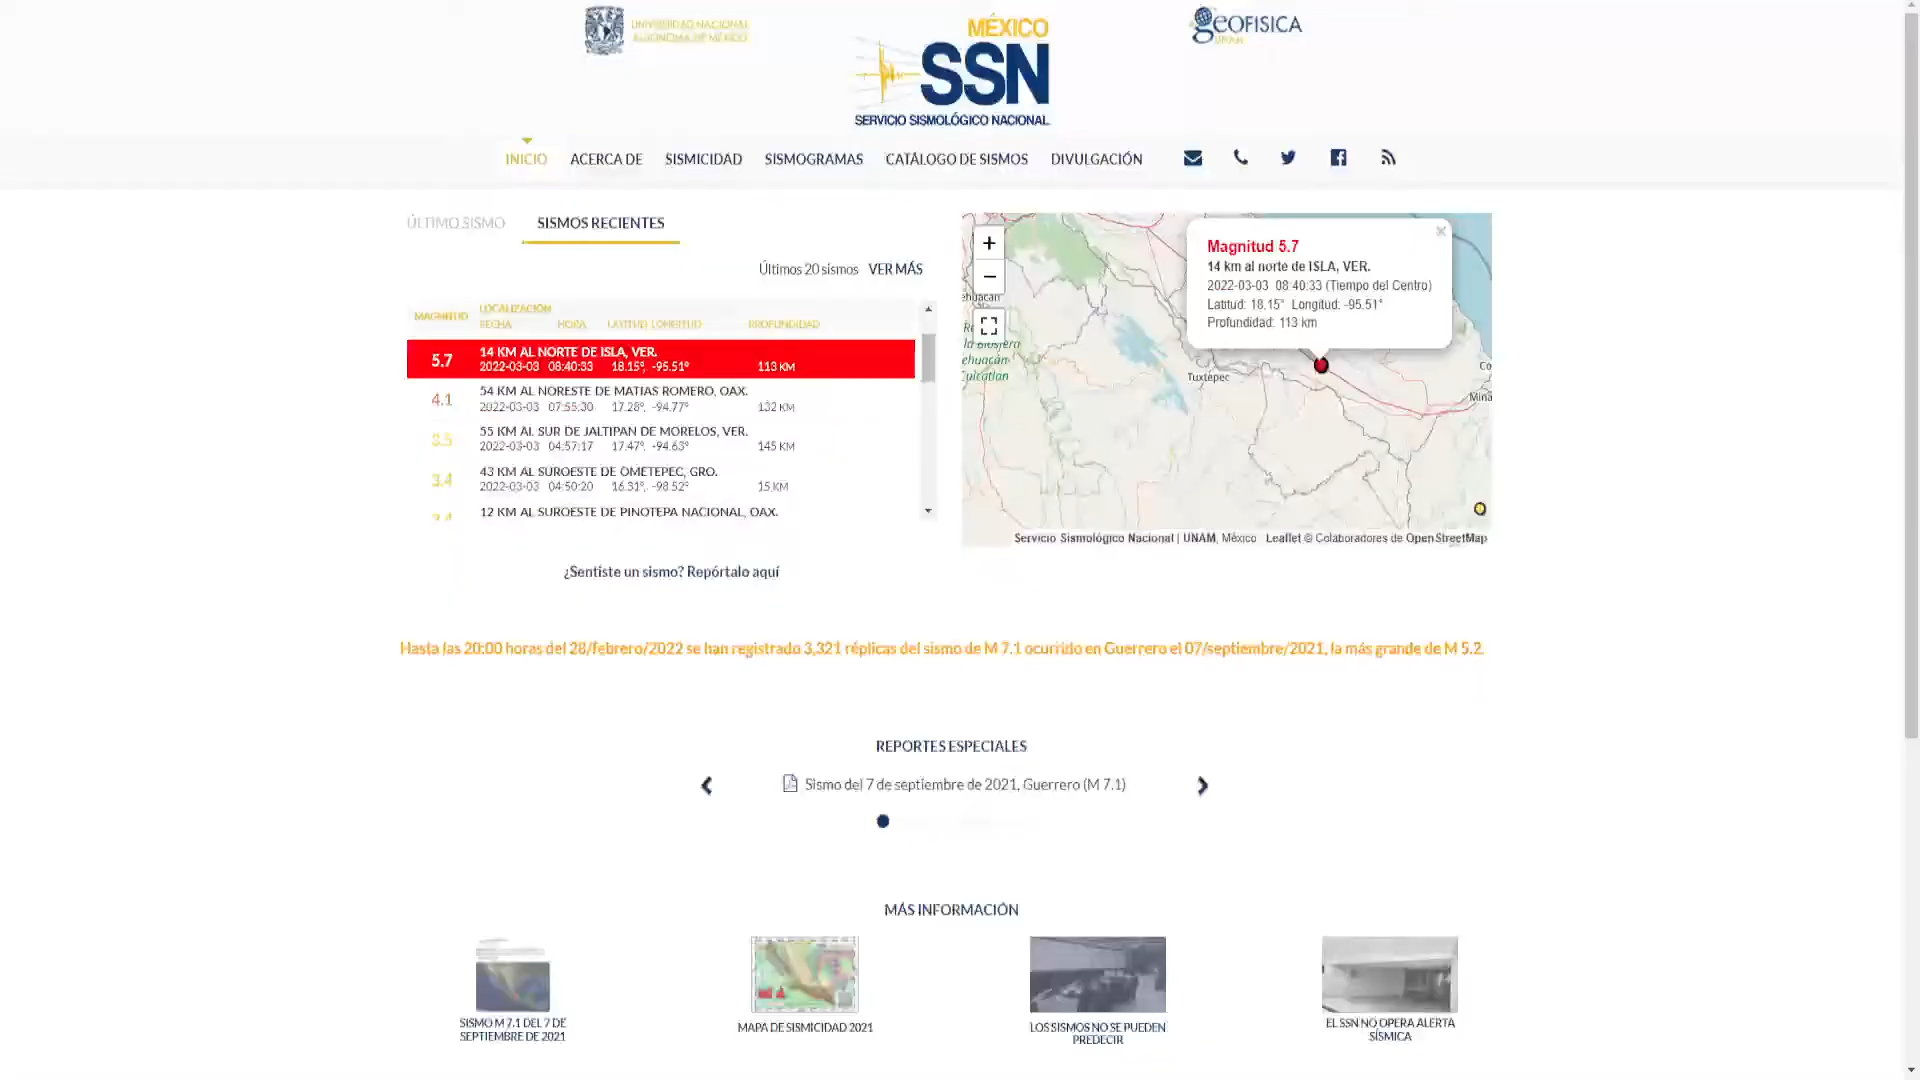 UNIVERSIDAD NACIONAL
AUTÓNOMA DE MÉXICO
MÉXICO
SSN
SERVICIO SISMOLÓGICO NACIONAL
GEOFISICA
UNAM
INICIO ACERCA DE SISMICIDAD SISMOGRAMAS CATÁLOGO DE SISMOS DIVULGACIÓN
ÚLTIMO SISMO SISMOS RECIENTES
Últimos 20 sismos VER MÁS
MAGNITUD LOCALIZACIÓN
FECHA HORA LATITUD LONGITUD PROFUNDIDAD
5.7 14 KM AL NORTE DE ISLA, VER.
2022-03-03 08:40:33 18.15°, -95.51° 113 KM
4.1 54 KM AL NORESTE DE MATIAS ROMERO, OAX.
2022-03-03 07:55:30 17.28°, -94.77° 132 KM
3.5 55 KM AL SUR DE JALTIPAN DE MORELOS, VER.
2022-03-03 04:57:17 17.47°, -94.63° 145 KM
3.4 43 KM AL SUROESTE DE OMETEPEC, GRO.
2022-03-03 04:50:20 16.31°, -98.52° 15 KM
12 KM AL SUROESTE DE PINOTEPA NACIONAL, OAX.
¿Sentiste un sismo? Repórtalo aquí
+
−
Magnitud 5.7
14 km al norte de ISLA, VER.
2022-03-03 08:40:33 (Tiempo del Centro)
Latitud: 18.15° Longitud: -95.51°
Profundidad: 113 km
ehuacán
Re
la Biosfera
ehuacán
Cuicatlan
Tuxtepec
Co
Mina
Servicio Sismológico Nacional | UNAM, México Leaflet © Colaboradores de OpenStreetMap
Hasta las 20:00 horas del 28/febrero/2022 se han registrado 3,321 réplicas del sismo de M 7.1 ocurrido en Guerrero el 07/septiembre/2021, la más grande de M 5.2.
REPORTES ESPECIALES
Sismo del 7 de septiembre de 2021, Guerrero (M 7.1)
MÁS INFORMACIÓN
SISMO M 7.1 DEL 7 DE
SEPTIEMBRE DE 2021
MAPA DE SISMICIDAD 2021
LOS SISMOS NO SE PUEDEN
PREDECIR
EL SSN NO OPERA ALERTA
SÍSMICA